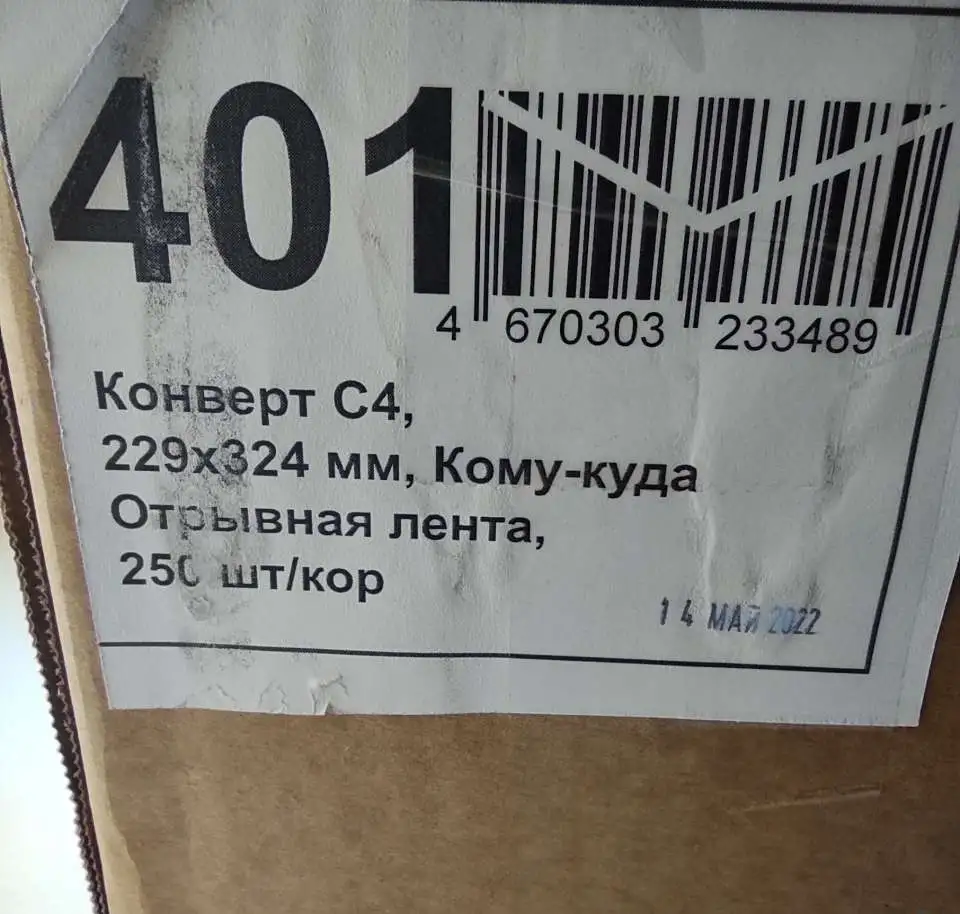 401
4 670303 233489
Конверт С4,
229х324 мм, Кому-куда
Отрывная лента,
250 шт/кор
14 МАЙ 2022